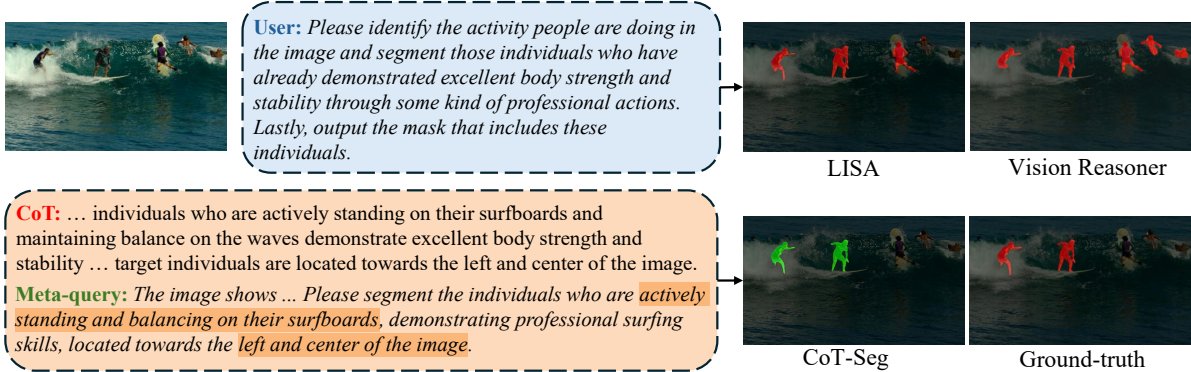 User: Please identify the activity people are doing in
the image and segment those individuals who have
already demonstrated excellent body strength and
stability through some kind of professional actions.
Lastly, output the mask that includes these
individuals.
LISA
Vision Reasoner
CoT: … individuals who are actively standing on their surfboards and
maintaining balance on the waves demonstrate excellent body strength and
stability … target individuals are located towards the left and center of the image.
Meta-query: The image shows ... Please segment the individuals who are actively
standing and balancing on their surfboards, demonstrating professional surfing
skills, located towards the left and center of the image.
CoT-Seg
Ground-truth